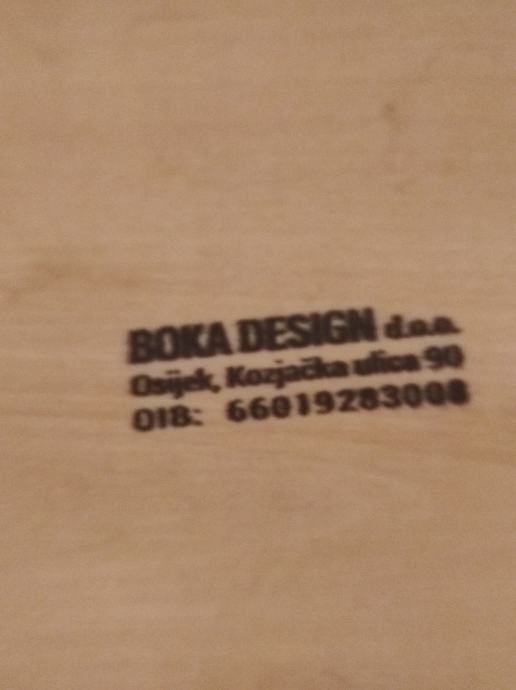 BOKA DESIGN d.o.o.
Osijek, Kozjačka ulica 90
OIB: 66019283008